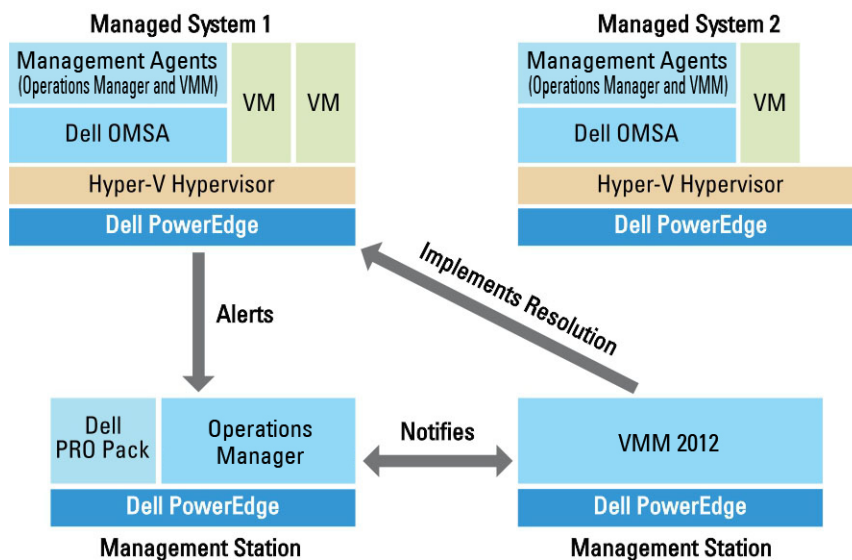 Managed System 1
Management Agents
(Operations Manager and VMM)
Dell OMSA
VM
VM
Hyper-V Hypervisor
Dell PowerEdge
Managed System 2
Management Agents
(Operations Manager and VMM)
Dell OMSA
VM
Hyper-V Hypervisor
Dell PowerEdge
Alerts
Implements Resolution
Dell
PRO Pack
Operations
Manager
Dell PowerEdge
Management Station
Notifies
VMM 2012
Dell PowerEdge
Management Station